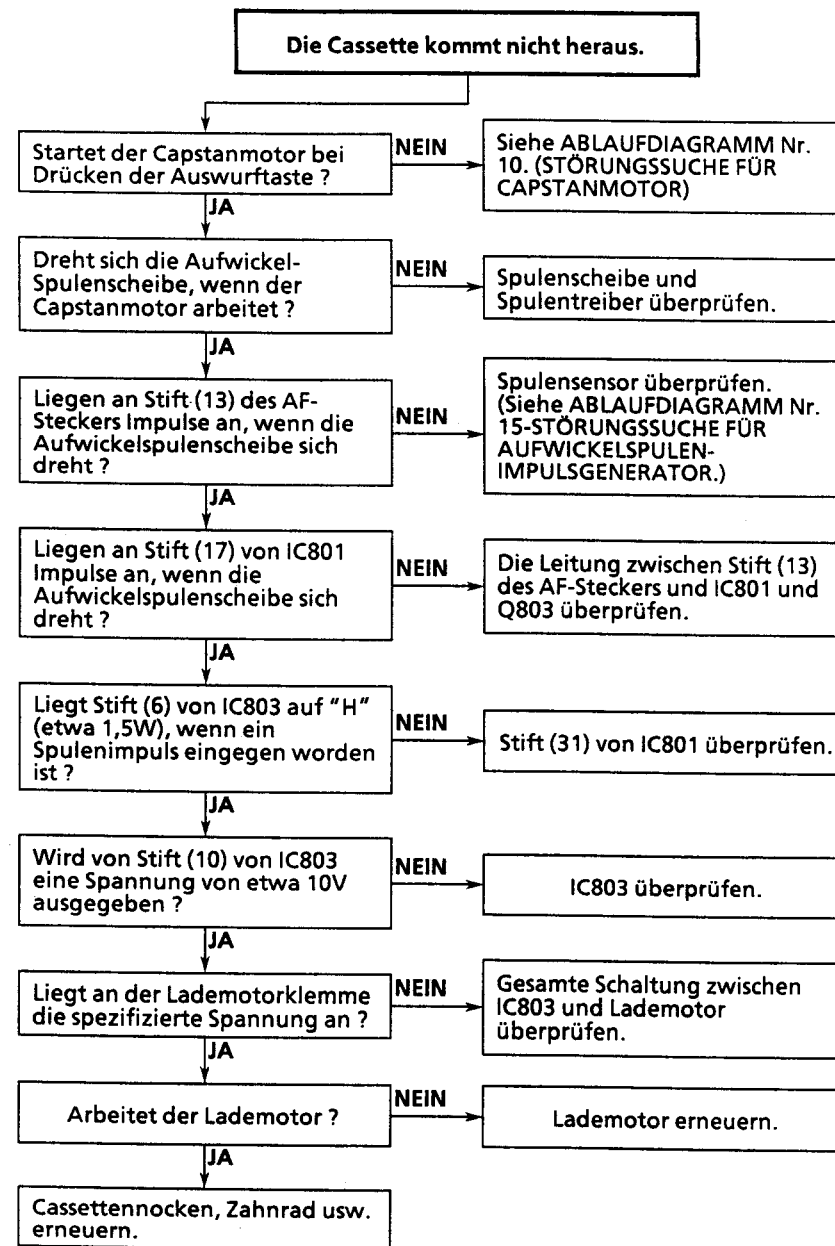 Die Cassette kommt nicht heraus.
Startet der Capstanmotor bei
Drücken der Auswurftaste ?
NEIN
Siehe ABLAUFDIAGRAMM Nr.
10. (STÖRUNGSSUCHE FÜR
CAPSTANMOTOR)
JA
Dreht sich die Aufwickel-
Spulenscheibe, wenn der
Capstanmotor arbeitet ?
NEIN
Spulenscheibe und
Spulentreiber überprüfen.
JA
Liegen an Stift (13) des AF-
Steckers Impulse an, wenn die
Aufwickelspulenscheibe sich
dreht ?
NEIN
Spulensensor überprüfen.
(Siehe ABLAUFDIAGRAMM Nr.
15-STÖRUNGSSUCHE FÜR
AUFWICKELSPULEN-
IMPULSGENERATOR.)
JA
Liegen an Stift (17) von IC801
Impulse an, wenn die
Aufwickelspulenscheibe sich
dreht ?
NEIN
Die Leitung zwischen Stift (13)
des AF-Steckers und IC801 und
Q803 überprüfen.
JA
Liegt Stift (6) von IC803 auf "H"
(etwa 1,5W), wenn ein
Spulenimpuls eingegen worden
ist ?
NEIN
Stift (31) von IC801 überprüfen.
JA
Wird von Stift (10) von IC803
eine Spannung von etwa 10V
ausgegeben ?
NEIN
IC803 überprüfen.
JA
Liegt an der Lademotorklemme
die spezifizierte Spannung an ?
NEIN
Gesamte Schaltung zwischen
IC803 und Lademotor
überprüfen.
JA
Arbeitet der Lademotor ?
NEIN
Lademotor erneuern.
JA
Cassettennocken, Zahnrad usw.
erneuern.